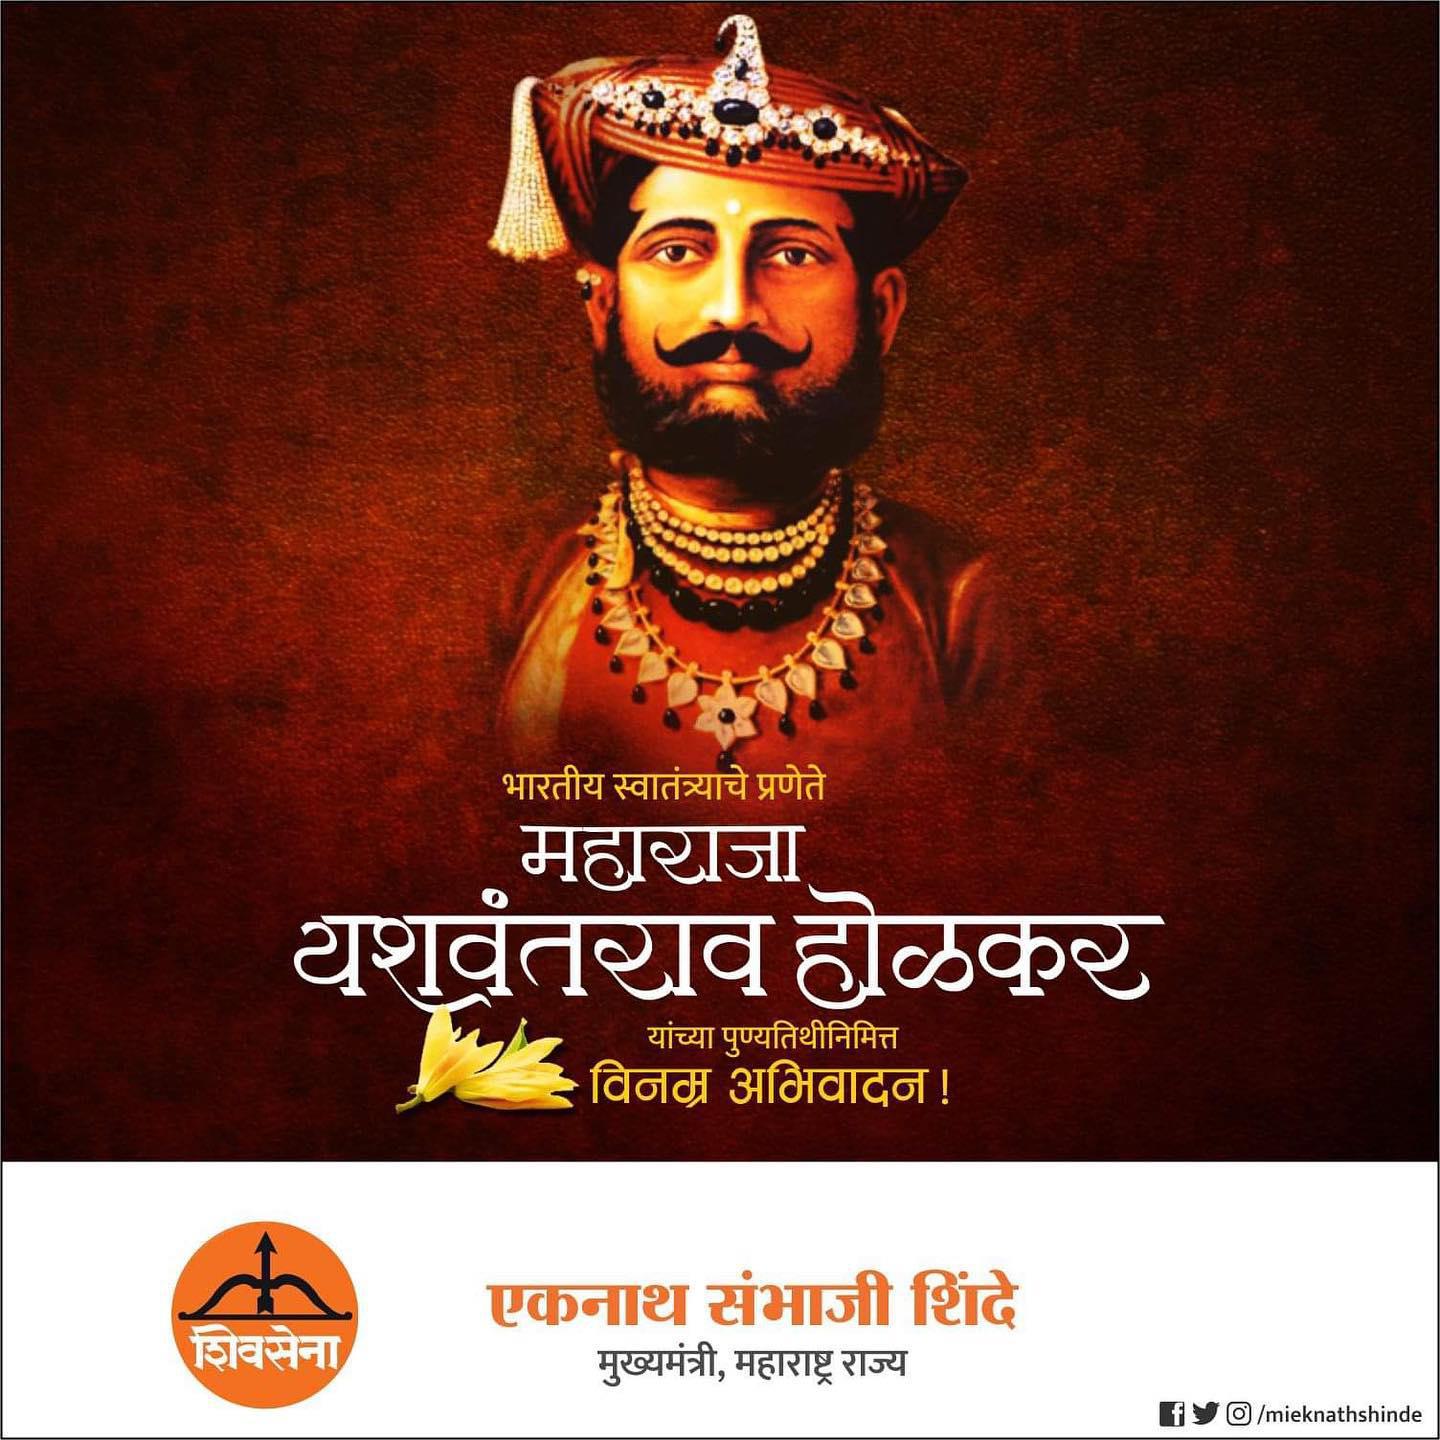 भारतीय स्वातंत्र्याचे प्रणेते
महाराजा
यशवंतराव होळकर
यांच्या पुण्यतिथीनिमित्त
विनम्र अभिवादन !
शिवसेना
एकनाथ संभाजी शिंदे
मुख्यमंत्री, महाराष्ट्र राज्य
/mieknathshinde